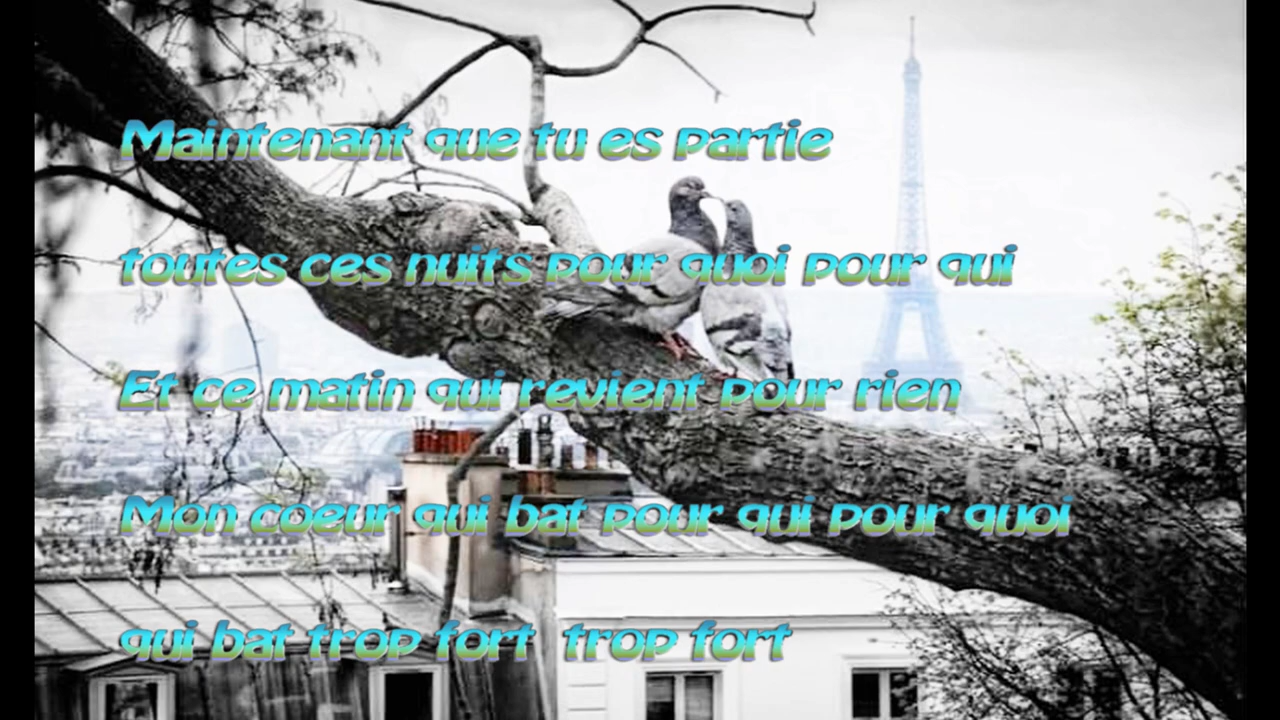 Maintenant que tu es partie
toutes ces nuits pour quoi pour qui
Et ce matin qui revient pour rien
Mon coeur qui bat pour qui pour quoi
qui bat trop fort trop fort